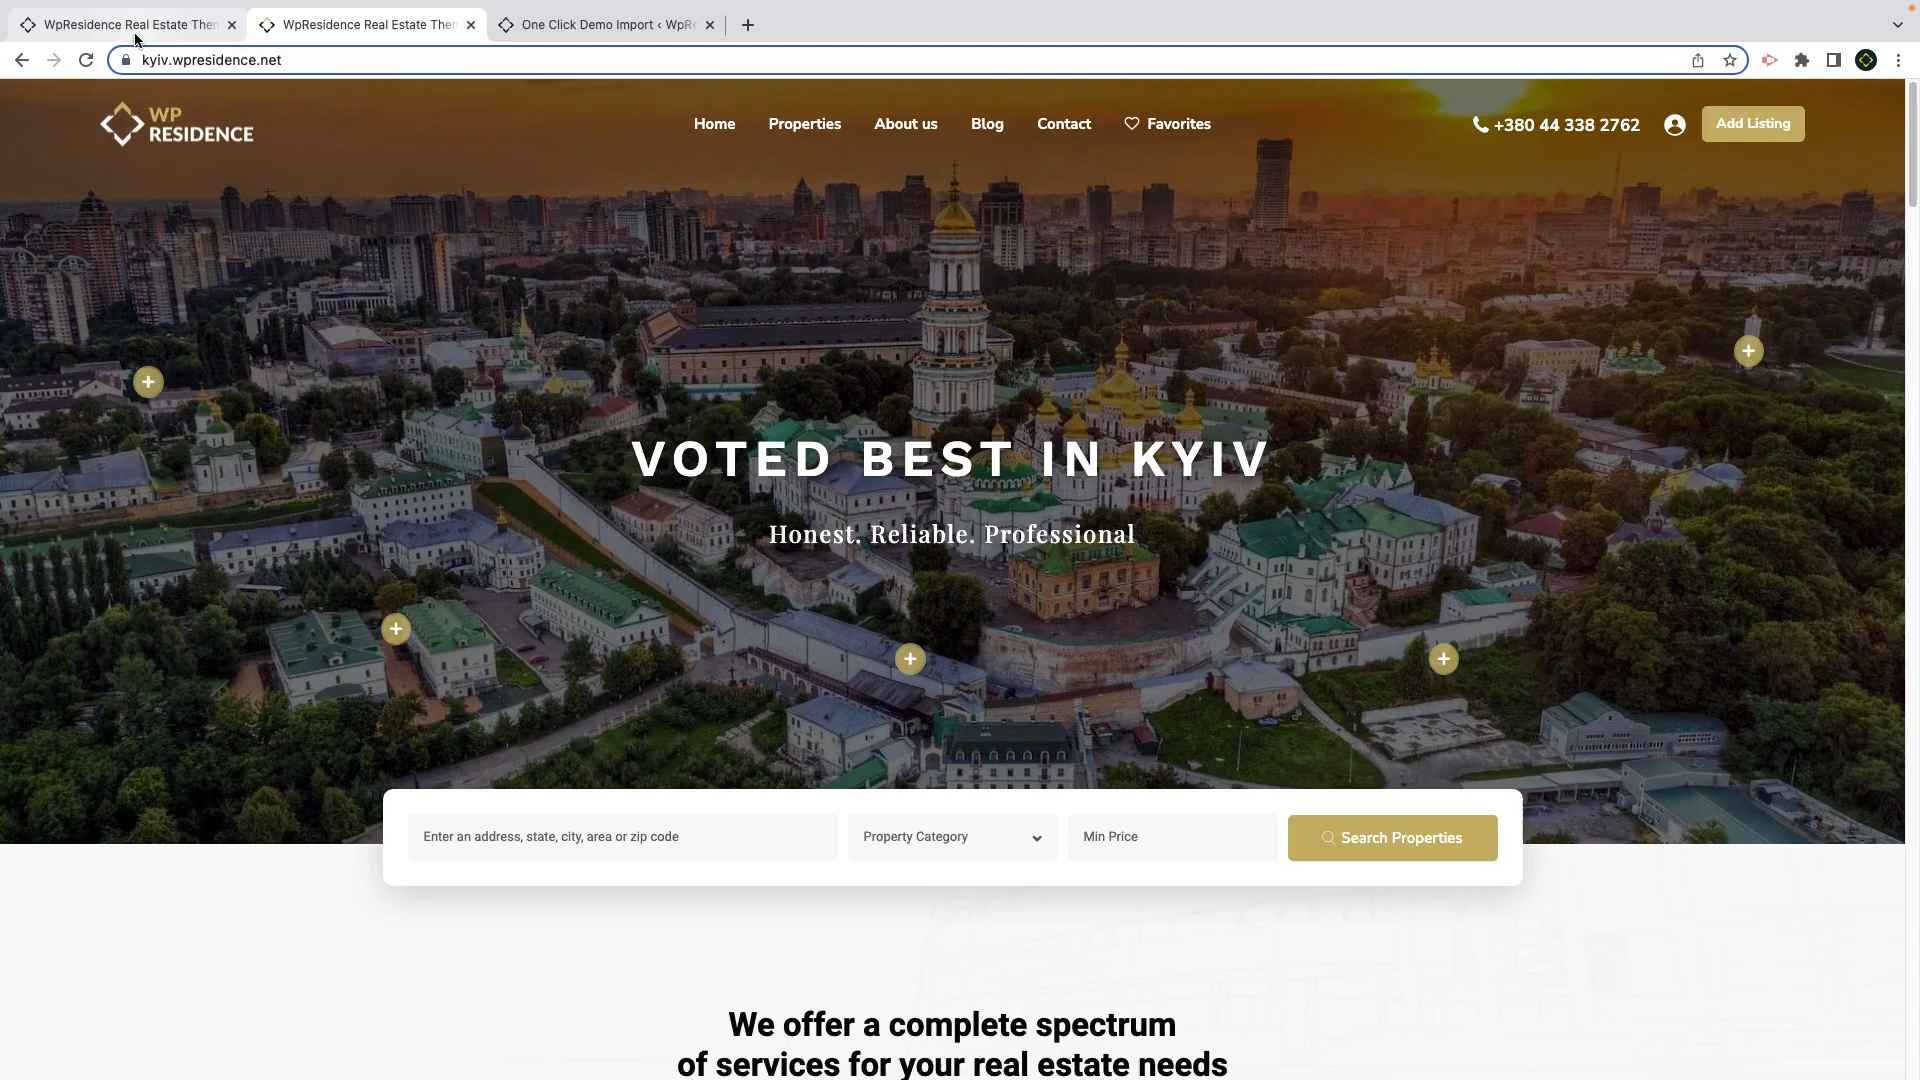 WpResidence Real Estate Then
WpResidence Real Estate Then
One Click Demo Import ‹ WpRe
kyiv.wpresidence.net
WP
RESIDENCE
Home
Properties
About us
Blog
Contact
Favorites
+380 44 338 2762
Add Listing
VOTED BEST IN KYIV
Honest. Reliable. Professional
Enter an address, state, city, area or zip code
Property Category
Min Price
Search Properties
We offer a complete spectrum
of services for your real estate needs